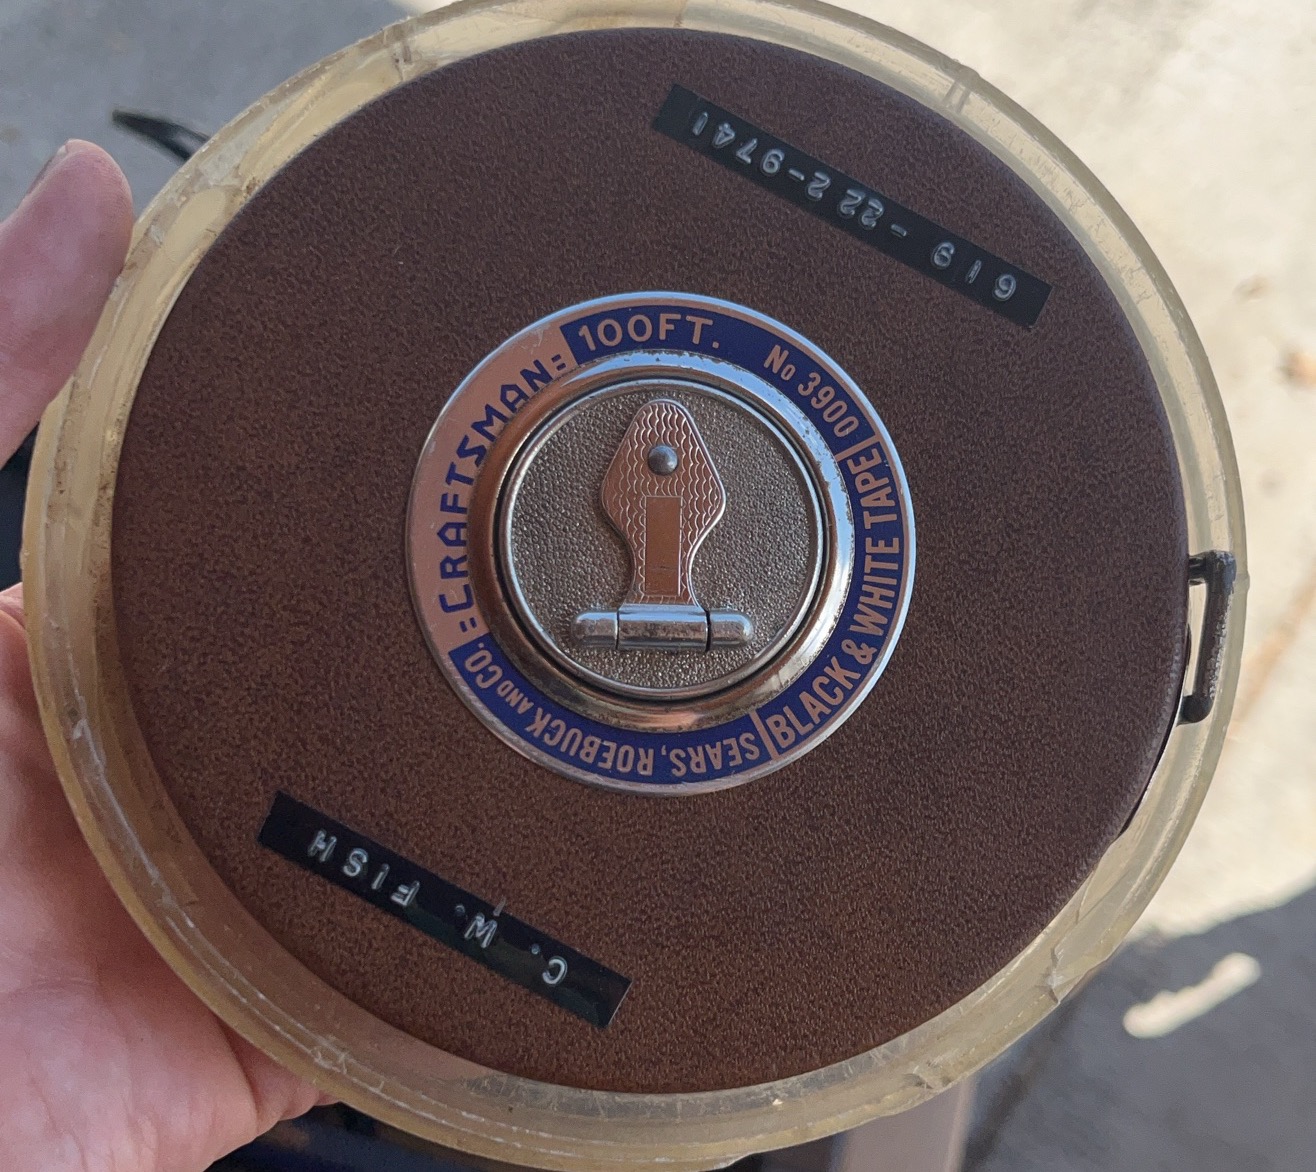 619-222-9741
=CRAFTSMAN=
100FT. No 3900
BLACK & WHITE TAPE
SEARS, ROEBUCK AND CO.
C. W. FISH